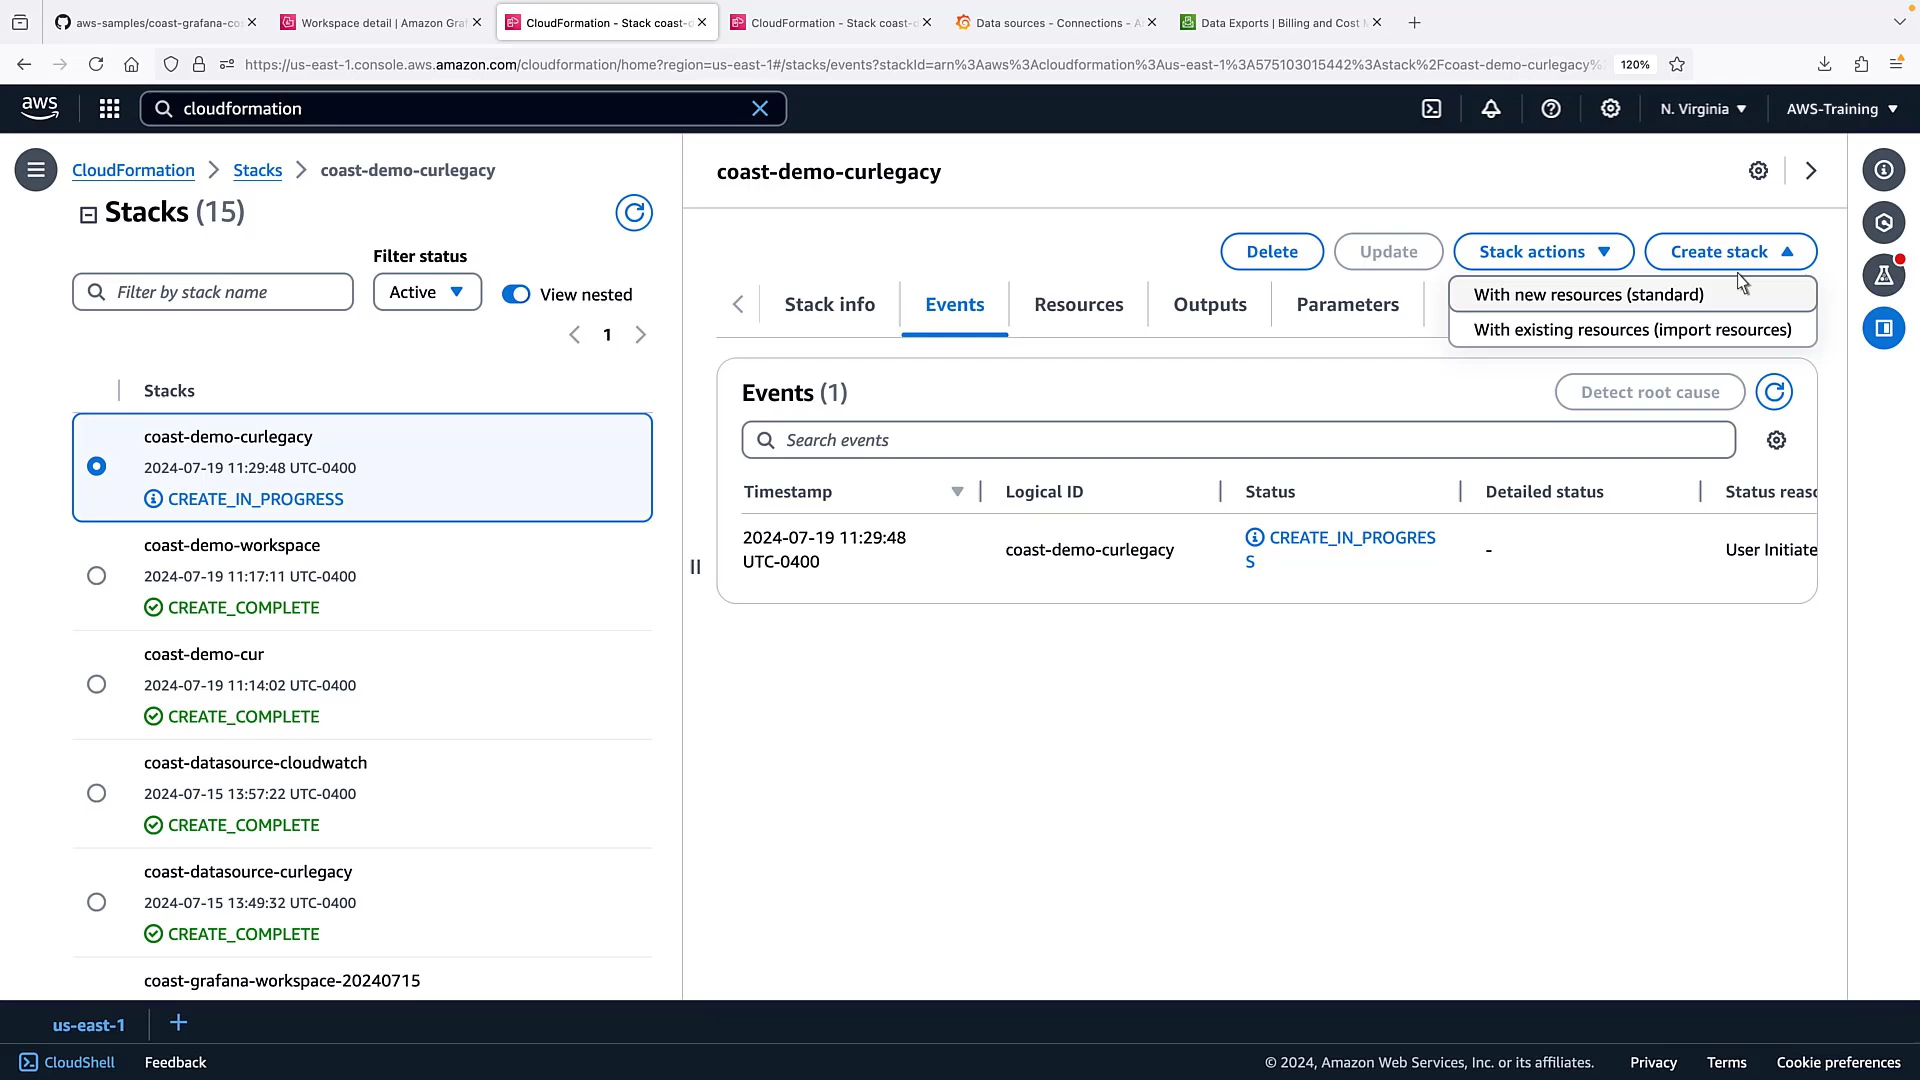 aws-samples/coast-grafana-co
Workspace detail | Amazon Gra
CloudFormation - Stack coast-d
CloudFormation - Stack coast-d
Data sources - Connections - A
Data Exports | Billing and Cost M
https://us-east-1.console.aws.amazon.com/cloudformation/home?region=us-east-1#/stacks/events?stackId=arn%3Aaws%3Acloudformation%3Aus-east-1%3A575103015442%3Astack%2Fcoast-demo-curlegacy%
120%
aws
cloudformation
N. Virginia
AWS-Training
CloudFormation
Stacks
coast-demo-curlegacy
Stacks (15)
Filter status
Filter by stack name
Active
View nested
1
Stacks
coast-demo-curlegacy
2024-07-19 11:29:48 UTC-0400
CREATE_IN_PROGRESS
coast-demo-workspace
2024-07-19 11:17:11 UTC-0400
CREATE_COMPLETE
coast-demo-cur
2024-07-19 11:14:02 UTC-0400
CREATE_COMPLETE
coast-datasource-cloudwatch
2024-07-15 13:57:22 UTC-0400
CREATE_COMPLETE
coast-datasource-curlegacy
2024-07-15 13:49:32 UTC-0400
CREATE_COMPLETE
coast-grafana-workspace-20240715
coast-demo-curlegacy
Delete
Update
Stack actions
Create stack
With new resources (standard)
With existing resources (import resources)
Stack info
Events
Resources
Outputs
Parameters
Events (1)
Detect root cause
Search events
Timestamp
Logical ID
Status
Detailed status
Status reaso
2024-07-19 11:29:48
UTC-0400
coast-demo-curlegacy
CREATE_IN_PROGRES
S
-
User Initiate
us-east-1
CloudShell
Feedback
© 2024, Amazon Web Services, Inc. or its affiliates.
Privacy
Terms
Cookie preferences